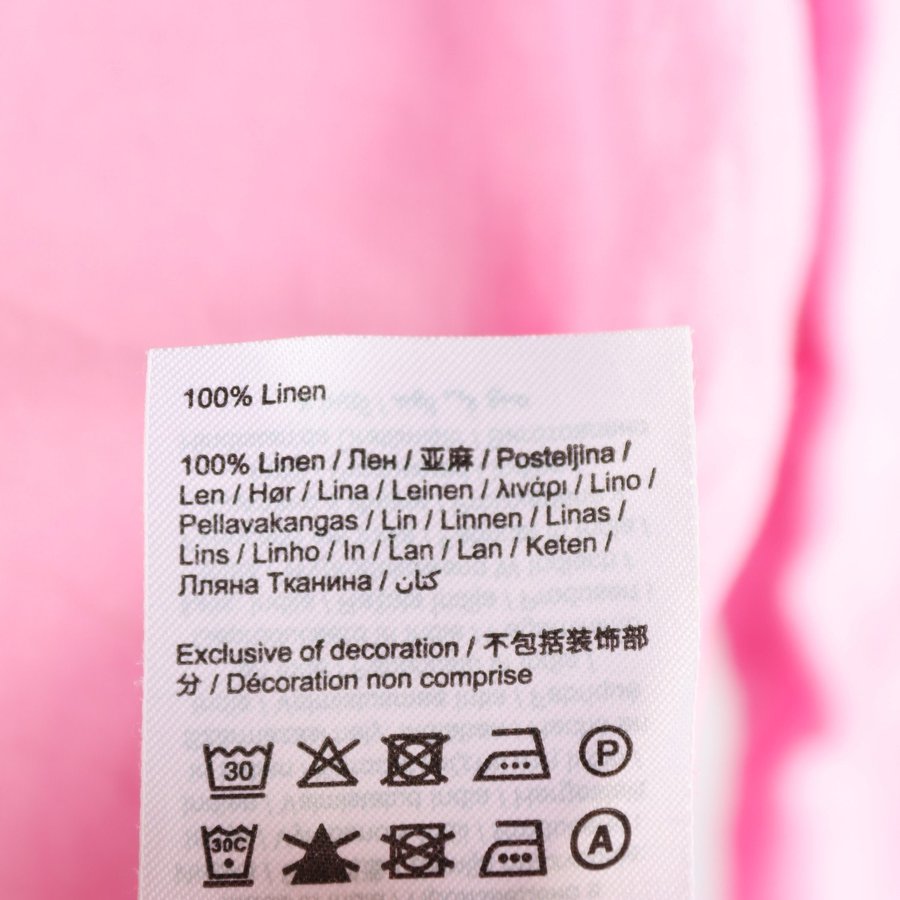 100% Linen
100% Linen / Лен / 亚麻 / Posteljina /
Len / Hør / Lina / Leinen / λινάρι / Lino /
Pellavakangas / Lin / Linnen / Linas /
Lins / Linho / In / Ľan / Lan / Keten /
Лляна Тканина / كتان
Exclusive of decoration / 不包括装饰部
分 / Décoration non comprise
30 P
30C A